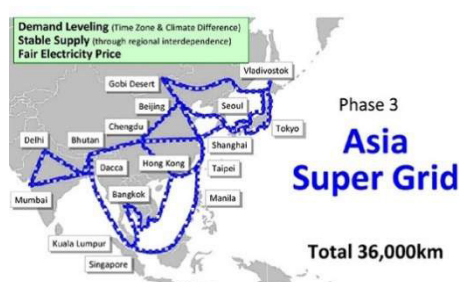 Demand Leveling (Time Zone & Climate Difference)
Stable Supply (through regional interdependence)
Fair Electricity Price
Vladivostok
Gobi Desert
Beijing
Seoul
Phase 3
Chengdu
Tokyo
Delhi
Bhutan
Shanghai
Asia
Super Grid
Dacca
Hong Kong
Taipei
Mumbai
Bangkok
Manila
Kuala Lumpur
Singapore
Total 36,000km